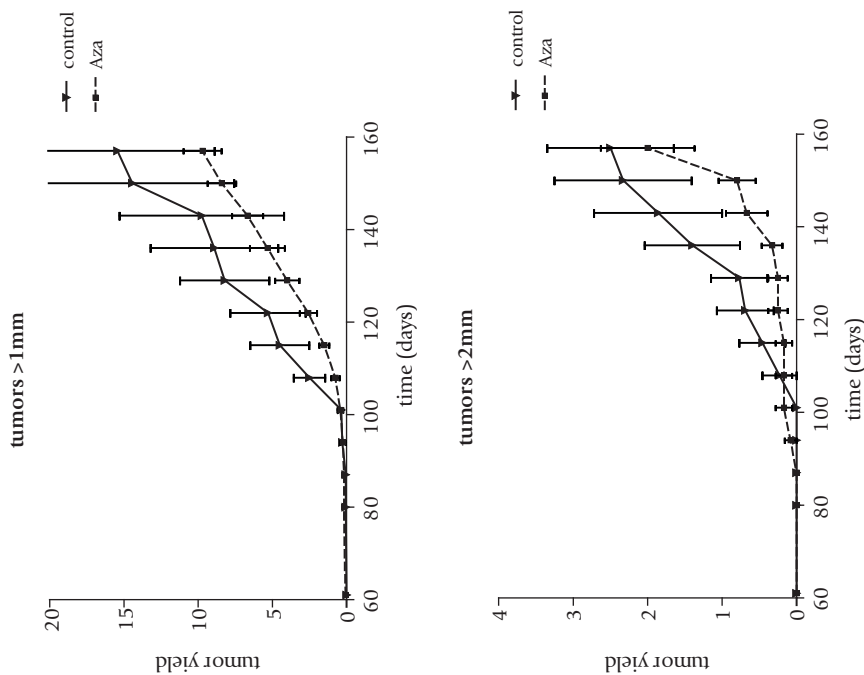 tumors >1mm
control
Aza
20
15
10
5
0
tumor yield
60
80
100
120
140
160
time (days)
tumors >2mm
control
Aza
4
3
2
1
0
tumor yield
60
80
100
120
140
160
time (days)